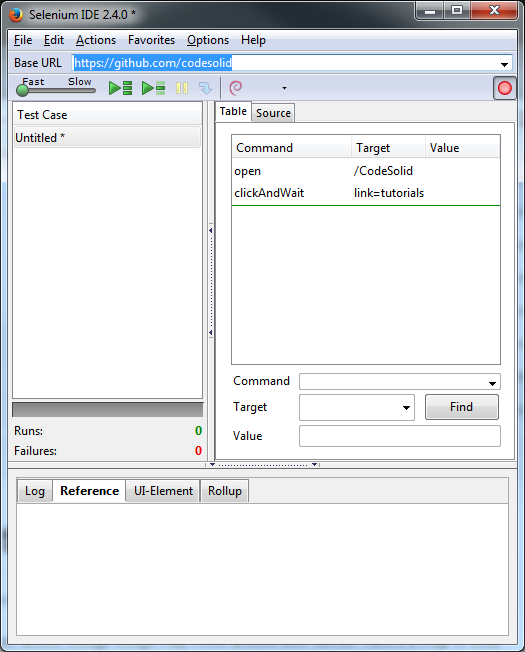 Selenium IDE 2.4.0 *
File Edit Actions Favorites Options Help
Base URL https://github.com/codesolid
Fast Slow
Test Case
Untitled *
Runs: 0
Failures: 0
Table Source
Command Target Value
open /CodeSolid
clickAndWait link=tutorials
Command
Target Find
Value
Log Reference UI-Element Rollup